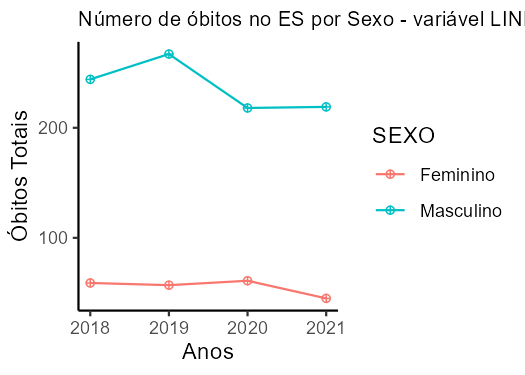 Número de óbitos no ES por Sexo - variável LINI
Óbitos Totais
200
100
2018 2019 2020 2021
Anos
SEXO
Feminino
Masculino